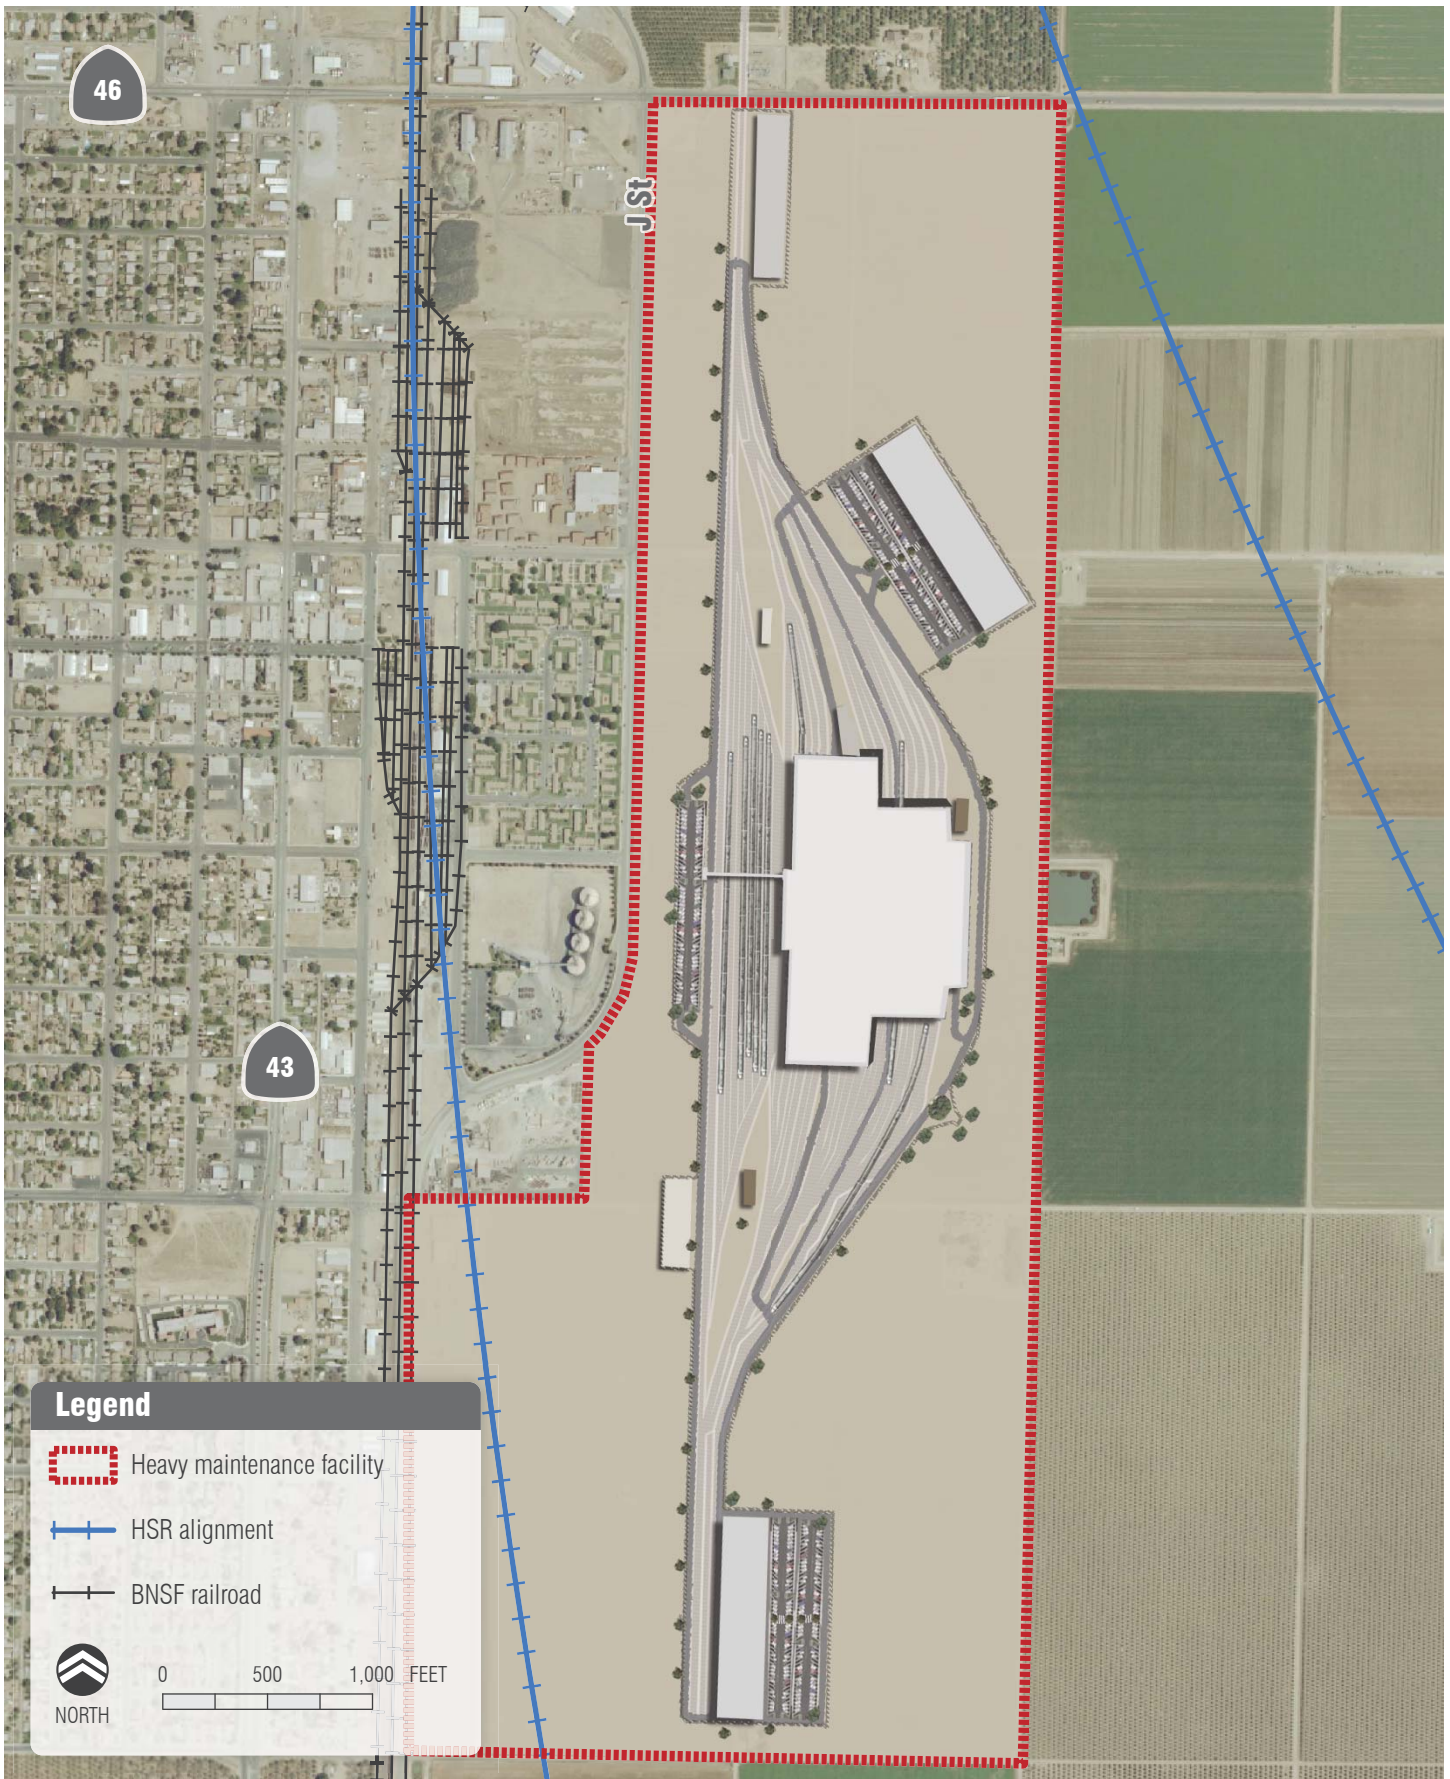 46
J St
43
Legend
Heavy maintenance facility
HSR alignment
BNSF railroad
0 500 1,000 FEET
NORTH